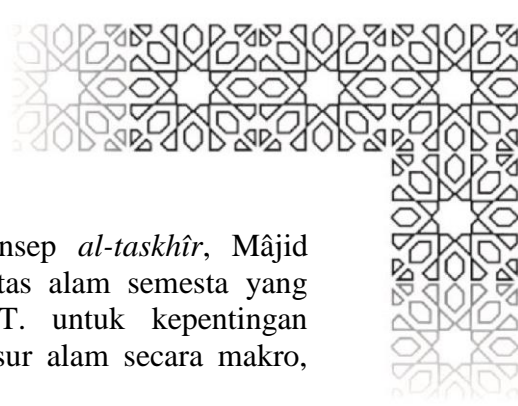 nsep al-taskhîr, Mâjid
tas alam semesta yang
T. untuk kepentingan
sur alam secara makro,